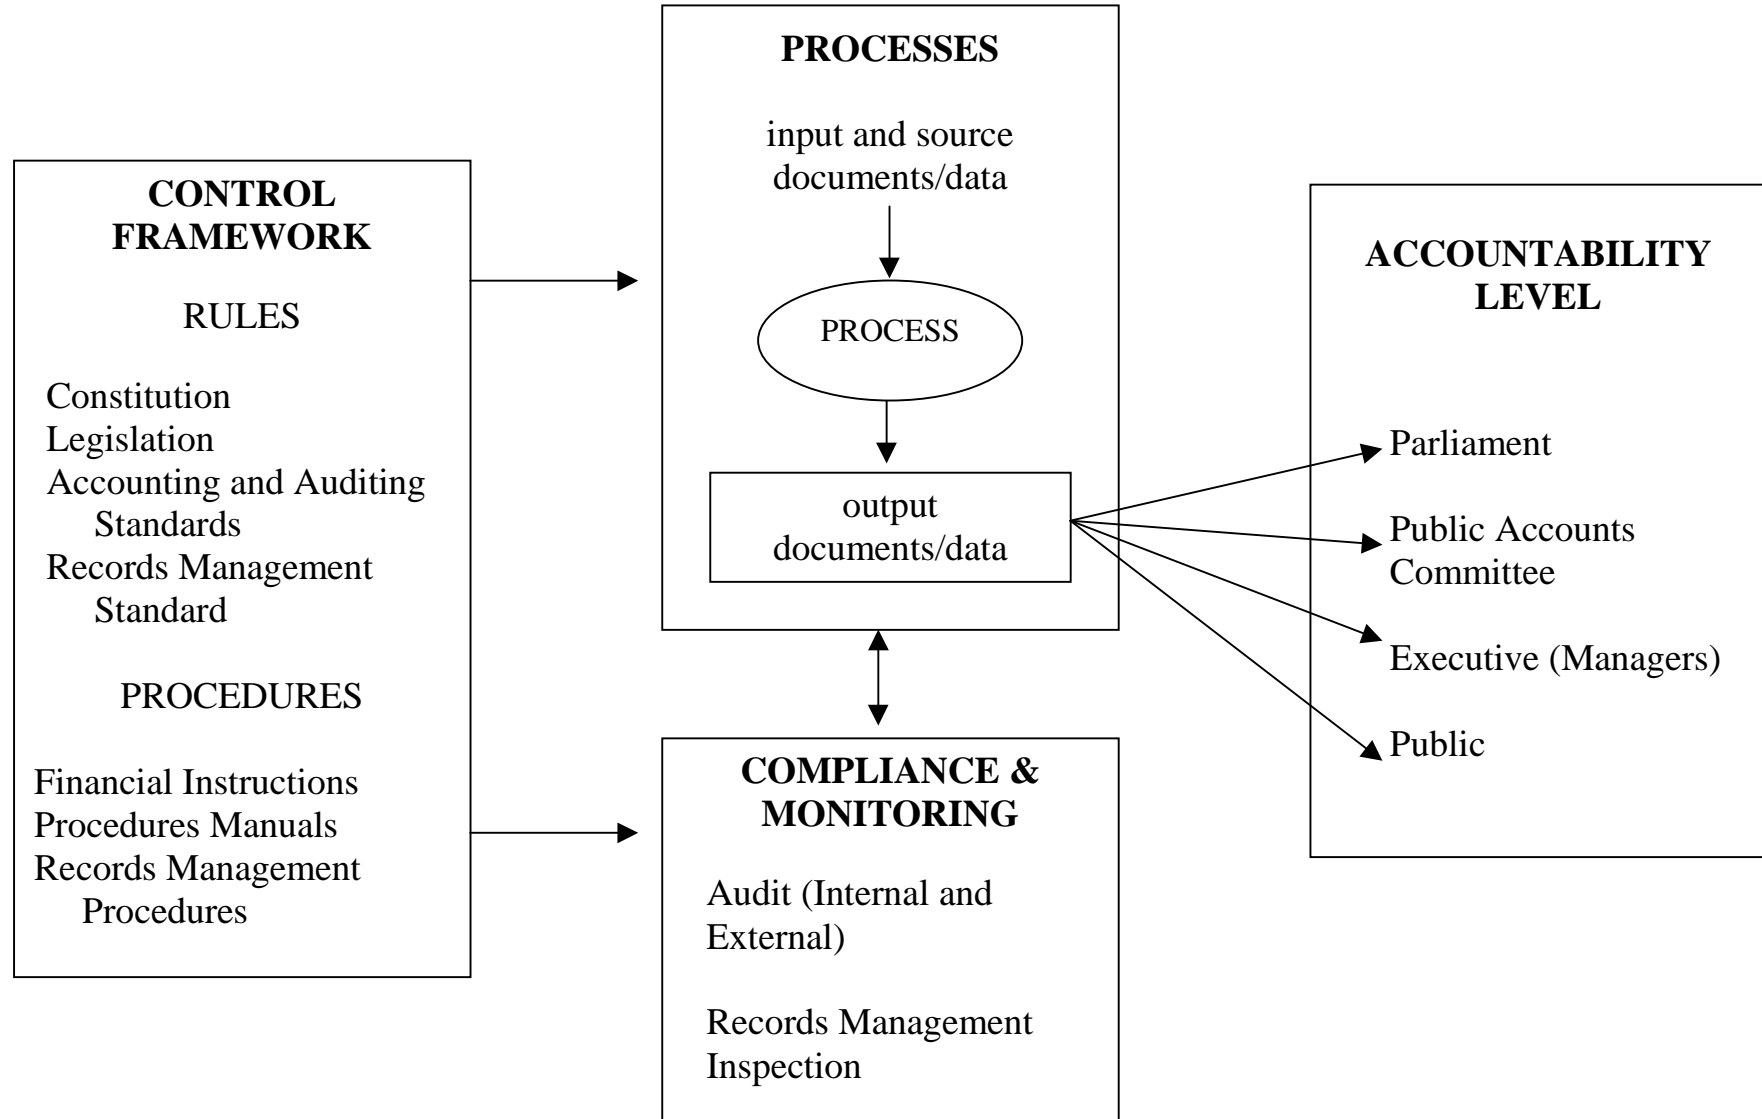 CONTROL
FRAMEWORK
RULES
Constitution
Legislation
Accounting and Auditing
Standards
Records Management
Standard
PROCEDURES
Financial Instructions
Procedures Manuals
Records Management
Procedures
PROCESSES
input and source
documents/data
PROCESS
output
documents/data
COMPLIANCE &
MONITORING
Audit (Internal and
External)
Records Management
Inspection
ACCOUNTABILITY
LEVEL
Parliament
Public Accounts
Committee
Executive (Managers)
Public